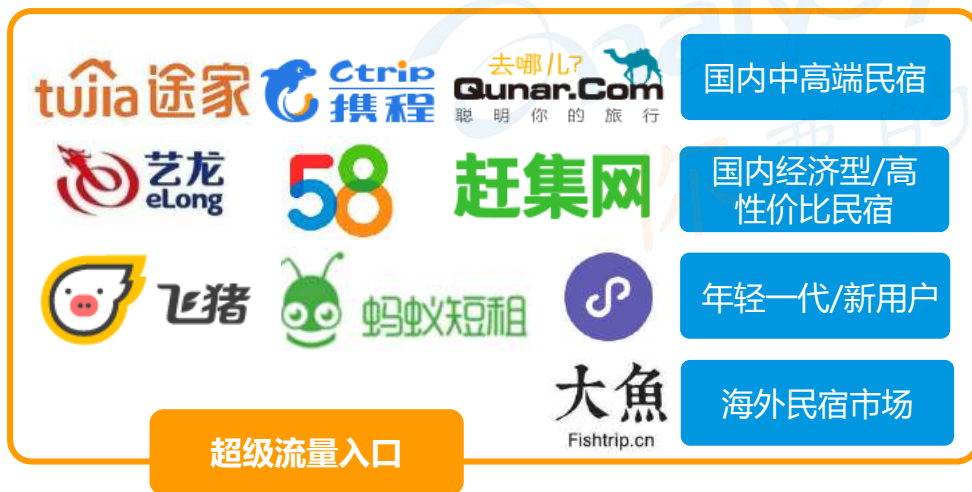 tujia 途家
Ctrip
携程
去哪儿?
Qunar.Com
聪明你的旅行
国内中高端民宿
艺龙
eLong
58
赶集网
国内经济型/高
性价比民宿
飞猪
蚂蚁短租
年轻一代/新用户
大魚
Fishtrip.cn
海外民宿市场
超级流量入口